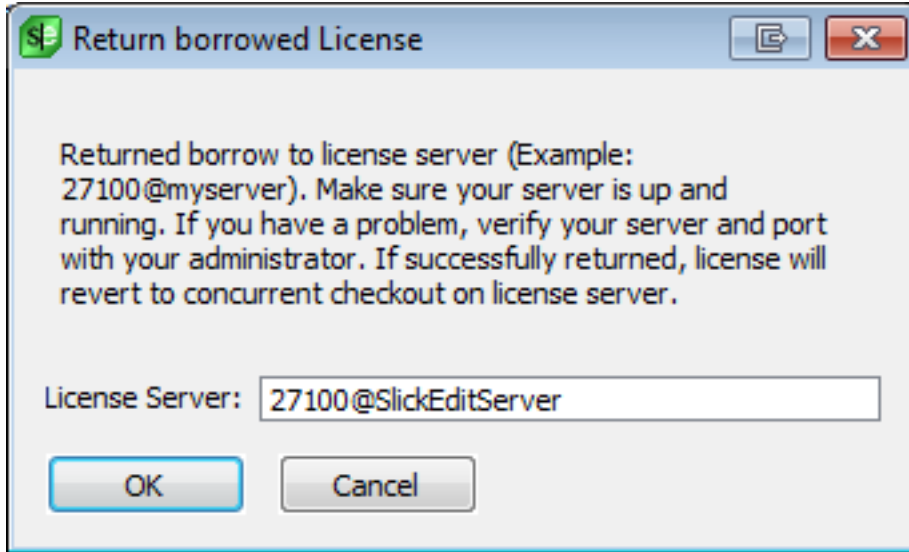 Return borrowed License
Returned borrow to license server (Example:
27100@myserver). Make sure your server is up and
running. If you have a problem, verify your server and port
with your administrator. If successfully returned, license will
revert to concurrent checkout on license server.
License Server: 27100@SlickEditServer
OK Cancel